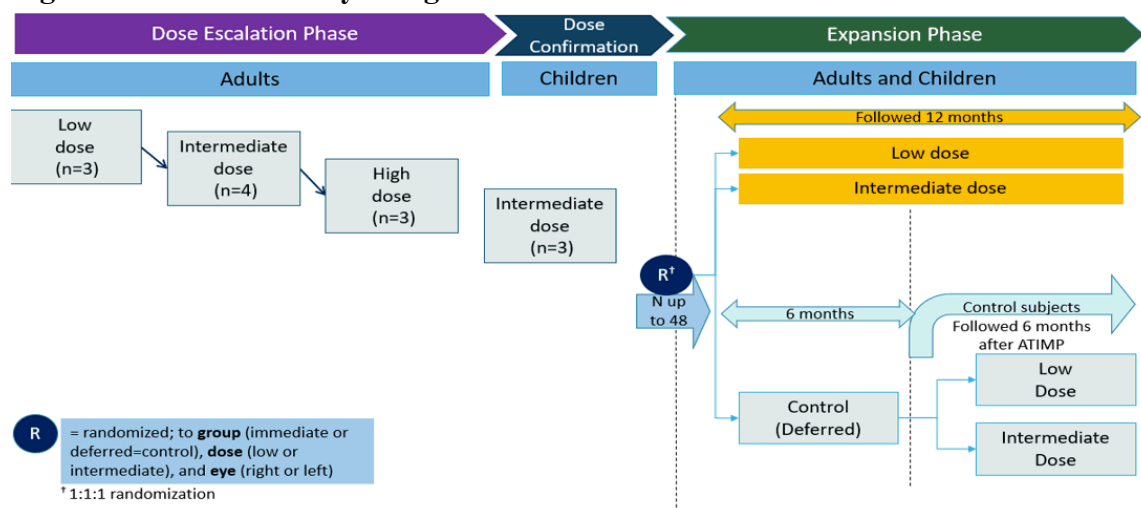 Dose Escalation Phase
Dose
Confirmation
Expansion Phase
Adults
Children
Adults and Children
Low
dose
(n=3)
Intermediate
dose
(n=4)
High
dose
(n=3)
Intermediate
dose
(n=3)
Followed 12 months
Low dose
Intermediate dose
R†
N up
to 48
6 months
Control subjects
Followed 6 months
after ATIMP
Control
(Deferred)
Low
Dose
Intermediate
Dose
R
= randomized; to group (immediate or
deferred=control), dose (low or
intermediate), and eye (right or left)
† 1:1:1 randomization